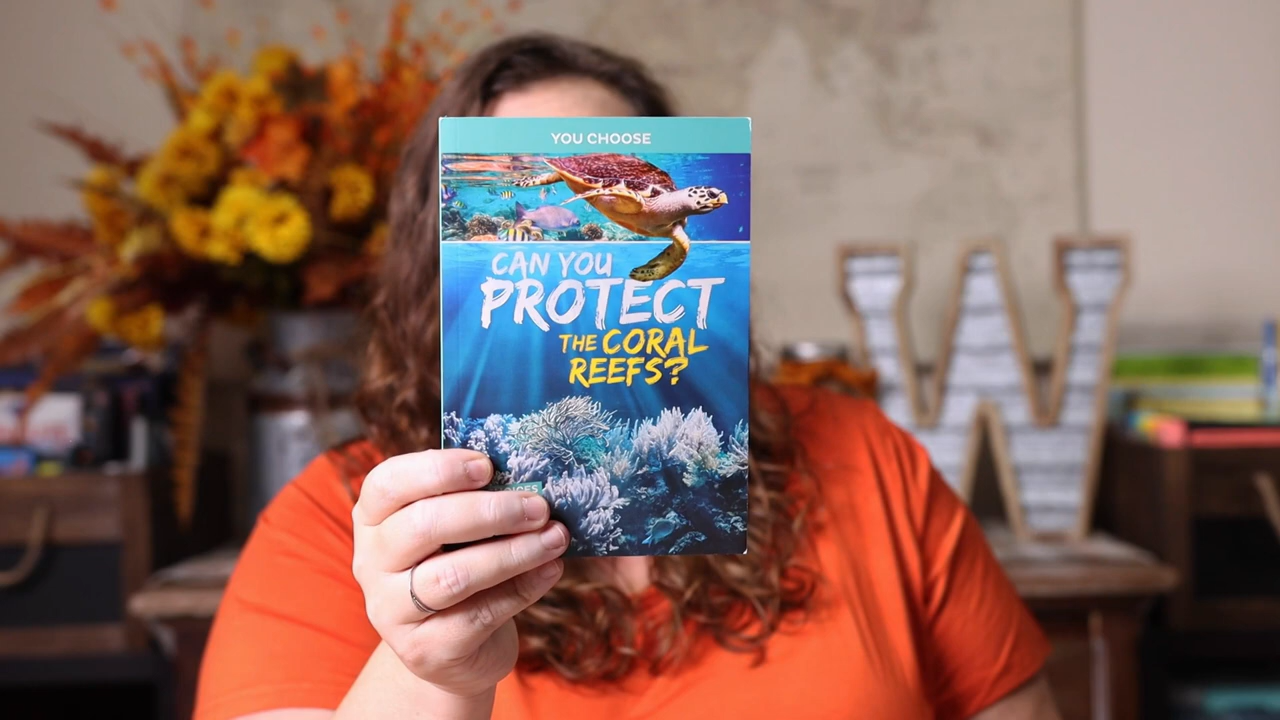 YOU CHOOSE
CAN YOU
PROTECT
THE CORAL
REEFS?
W